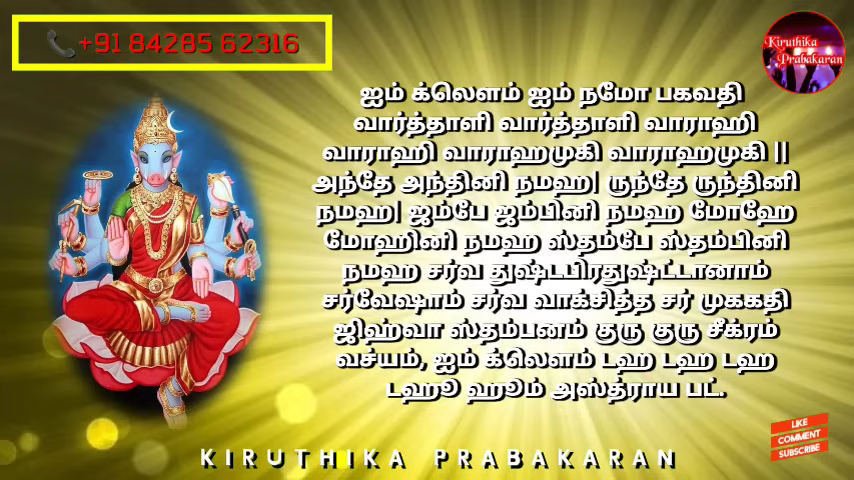 +91 84285 62316
Kiruthika
Prabakaran
ஐம் க்லௌம் ஐம் நமோ பகவதி
வார்த்தாளி வார்த்தாளி வாராஹி
வாராஹி வாராஹமுகி வாராஹமுகி ||
அந்தே அந்தினி நமஹ| ருந்தே ருந்தினி
நமஹ| ஜம்பே ஜம்பினி நமஹ மோஹே
மோஹினி நமஹ ஸ்தம்பே ஸ்தம்பினி
நமஹ சர்வ துஷ்டபிரதுஷ்ட்டானாம்
சர்வேஷாம் சர்வ வாக்சித்த சர் முககதி
ஜிஹ்வா ஸ்தம்பனம் குரு குரு சீக்ரம்
வச்யம், ஐம் க்லௌம் டஹ டஹ டஹ
டஹூ ஹூம் அஸ்த்ராய பட்.
LIKE
COMMENT
SUBSCRIBE
KIRUTHIKA PRABAKARAN